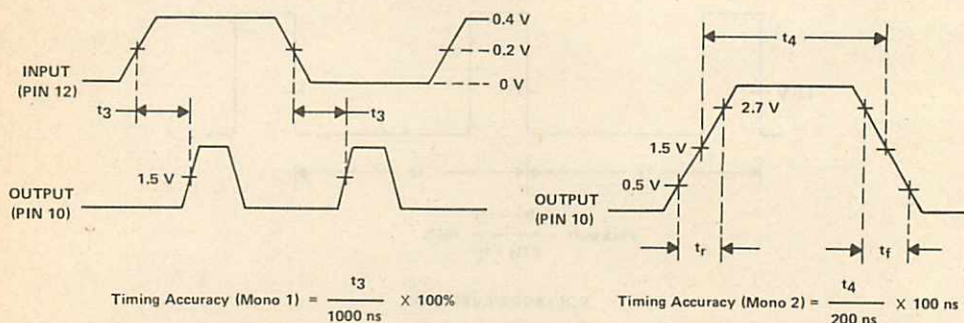 0.4 V
0.2 V
0 V
INPUT
(PIN 12)
t3
t3
1.5 V
OUTPUT
(PIN 10)
Timing Accuracy (Mono 1) = t3 / 1000 ns X 100%
t4
2.7 V
1.5 V
0.5 V
OUTPUT
(PIN 10)
tr
tf
Timing Accuracy (Mono 2) = t4 / 200 ns X 100 ns